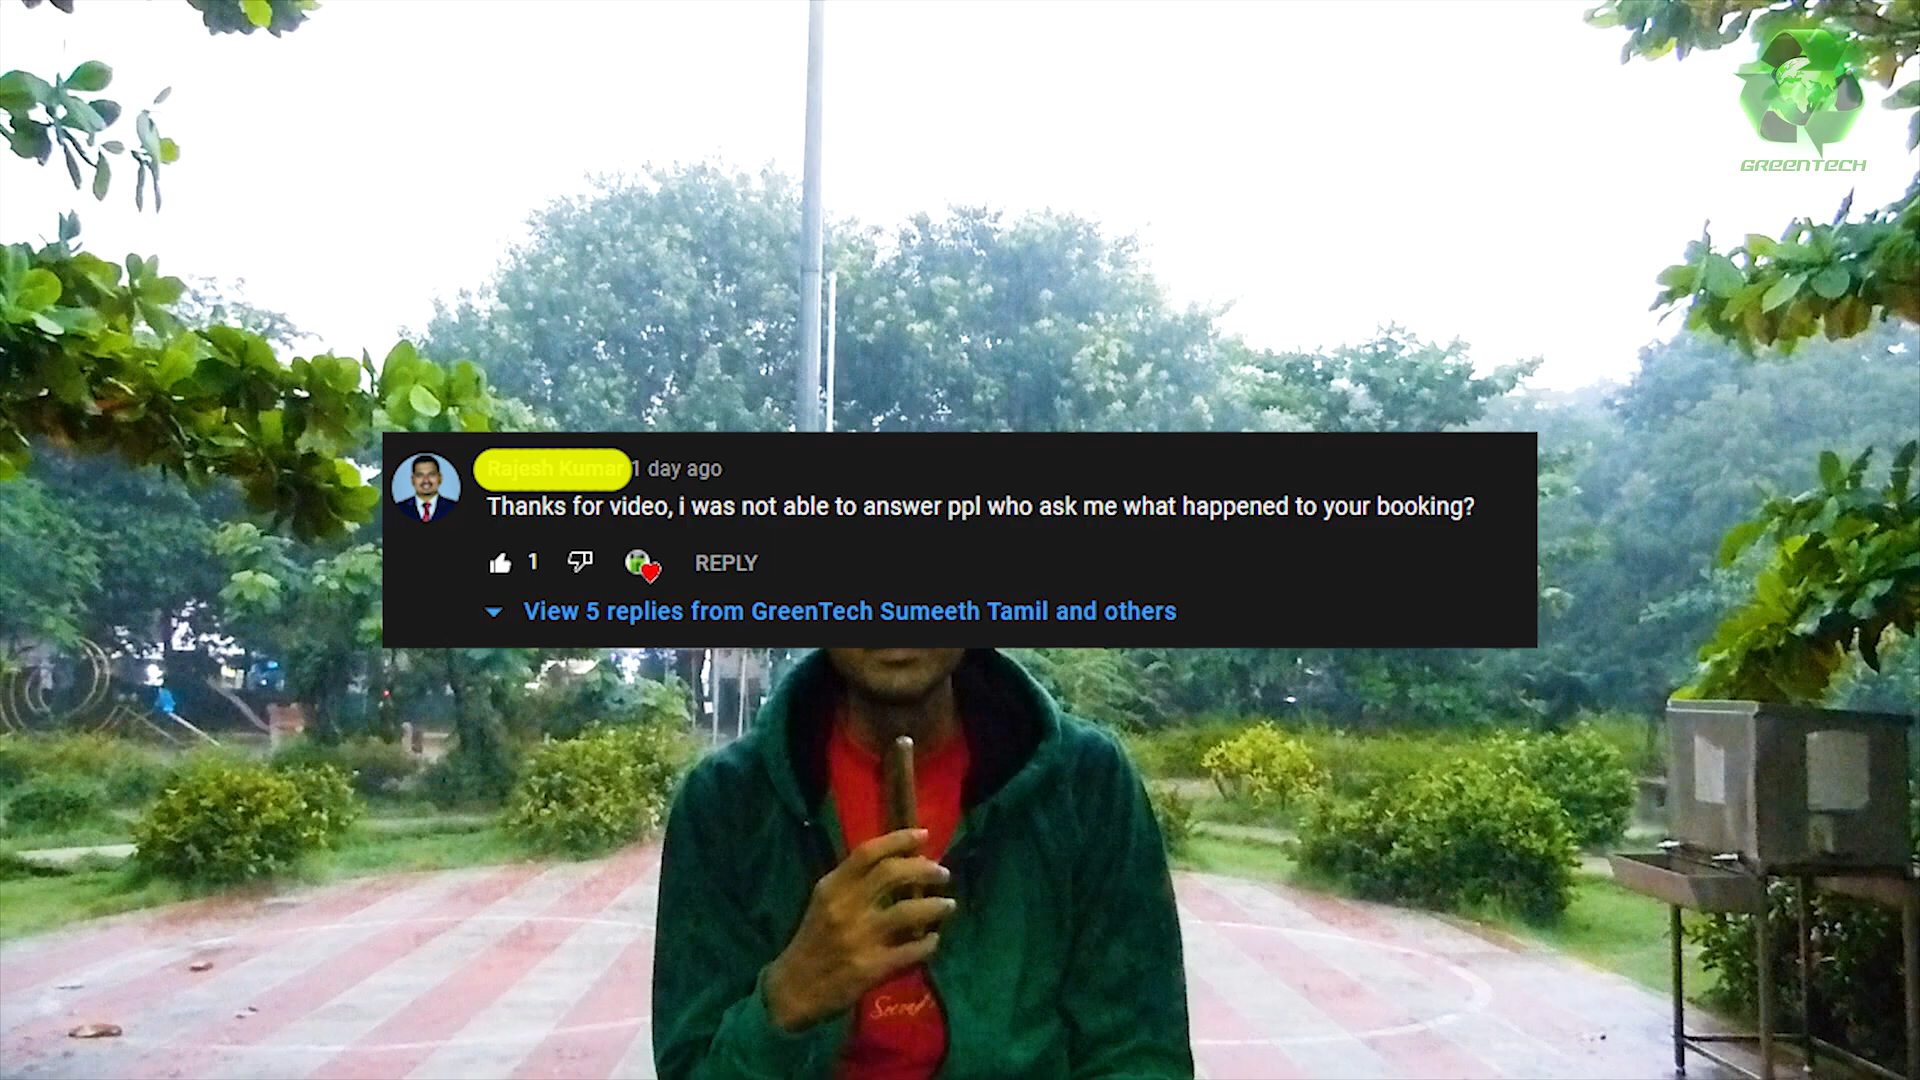 GREENTECH
Rajesh Kumar 1 day ago
Thanks for video, i was not able to answer ppl who ask me what happened to your booking?
1
REPLY
View 5 replies from GreenTech Sumeeth Tamil and others